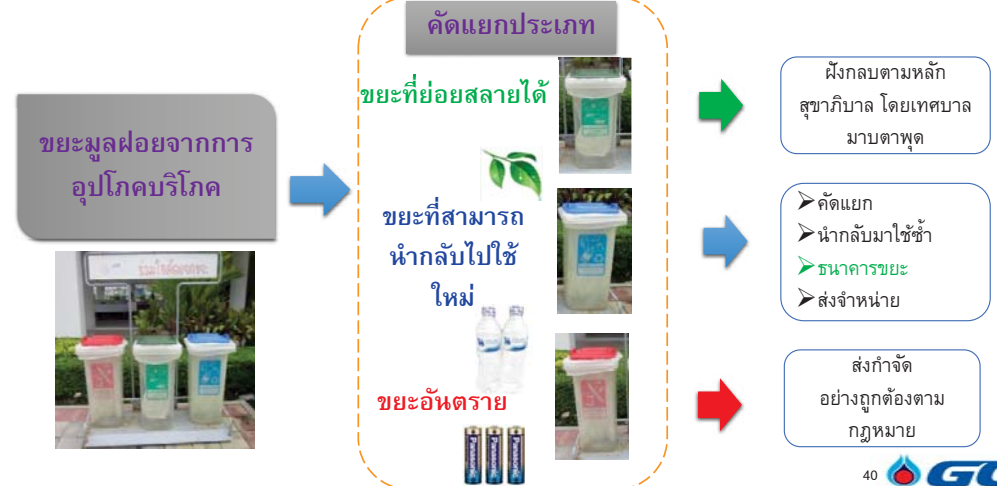 ขยะมูลฝอยจากการ
อุปโภคบริโภค
คัดแยกประเภท
ขยะที่ย่อยสลายได้
ขยะที่สามารถ
นำกลับไปใช้
ใหม่
ขยะอันตราย
Panasonic
Panasonic
Panasonic
ฝังกลบตามหลัก
สุขาภิบาล โดยเทศบาล
มาบตาพุด
➢คัดแยก
➢นำกลับมาใช้ซ้ำ
➢ธนาคารขยะ
➢ส่งจำหน่าย
ส่งกำจัด
อย่างถูกต้องตาม
กฎหมาย
40